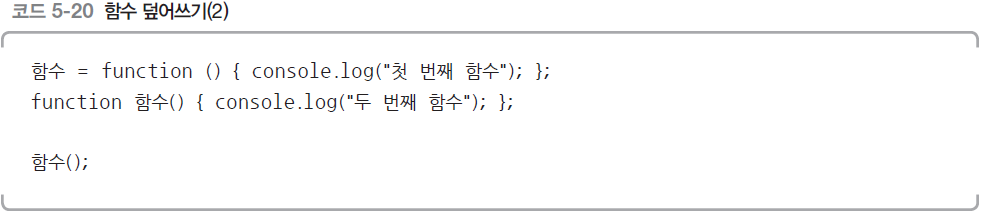 코드 5-20 함수 덮어쓰기(2)
함수 = function () { console.log("첫 번째 함수"); };
function 함수() { console.log("두 번째 함수"); };
함수();